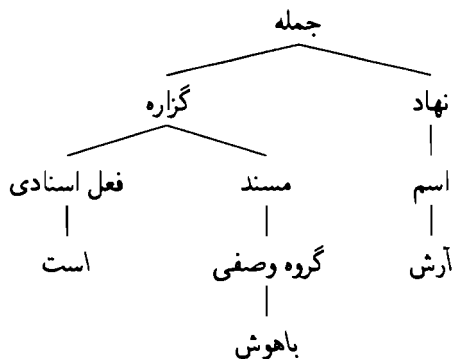 جمله
نهاد گزاره
اسم مسند فعل اسنادی
آرش گروه وصفی است
باهوش